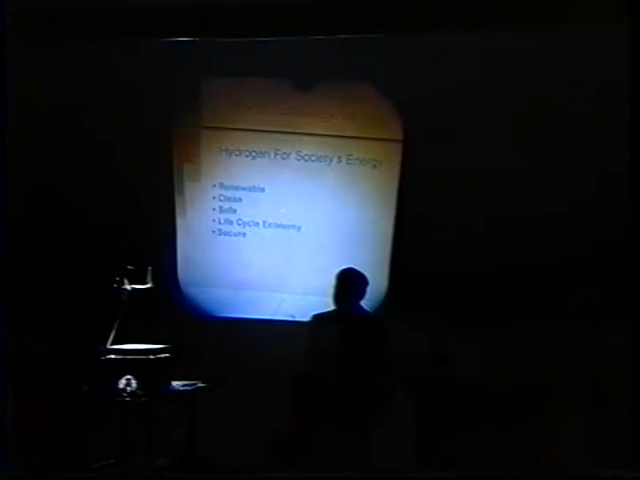 Hydrogen For Society's Energy
• Renewable
• Clean
• Safe
• Life Cycle Economy
• Secure